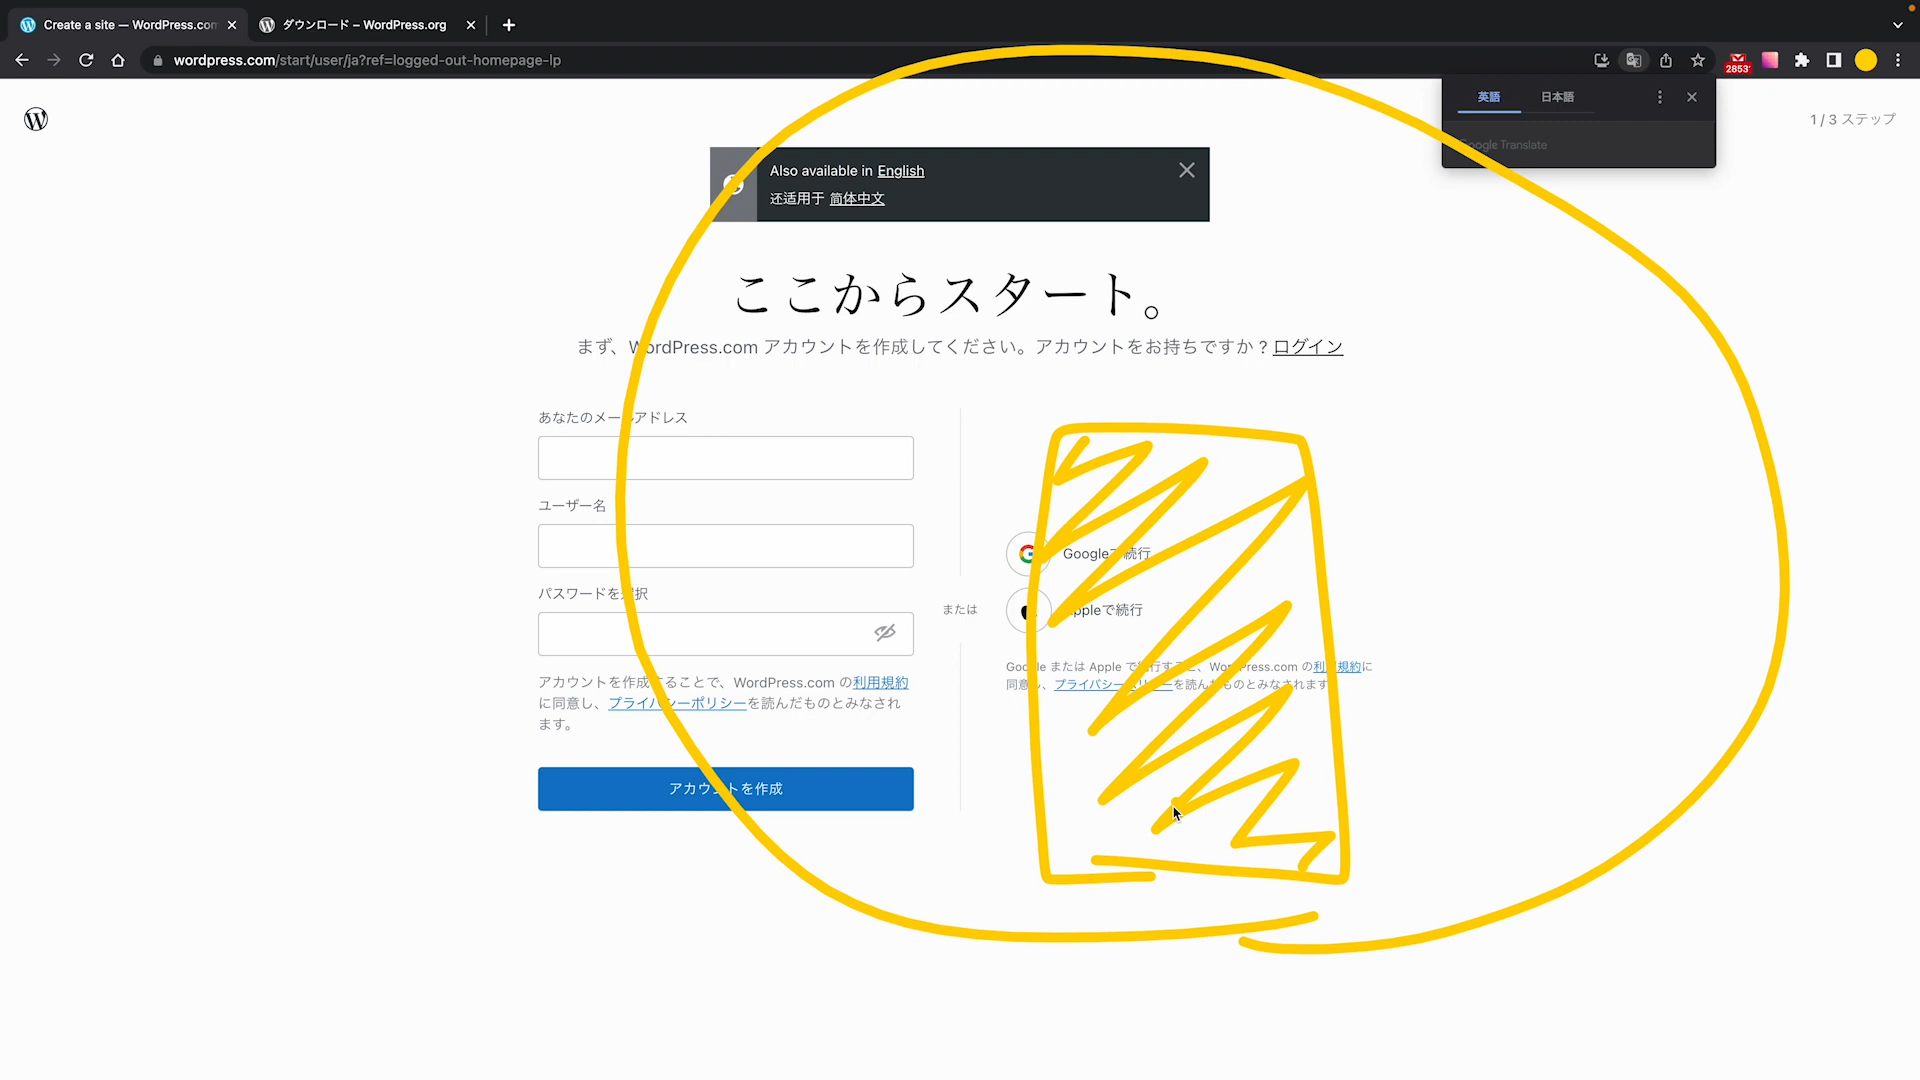 Create a site — WordPress.com
ダウンロード – WordPress.org
wordpress.com/start/user/ja?ref=logged-out-homepage-lp
2853
英語
日本語
Google Translate
1 / 3 ステップ
Also available in English
还适用于 简体中文
ここからスタート。
まず、WordPress.com アカウントを作成してください。アカウントをお持ちですか ? ログイン
あなたのメールアドレス
ユーザー名
パスワードを選択
アカウントを作成することで、WordPress.com の利用規約
に同意し、プライバシーポリシーを読んだものとみなされ
ます。
アカウントを作成
または
Googleで続行
Appleで続行
Google または Apple で続行すると、WordPress.com の利用規約に
同意し、プライバシーポリシーを読んだものとみなされます。